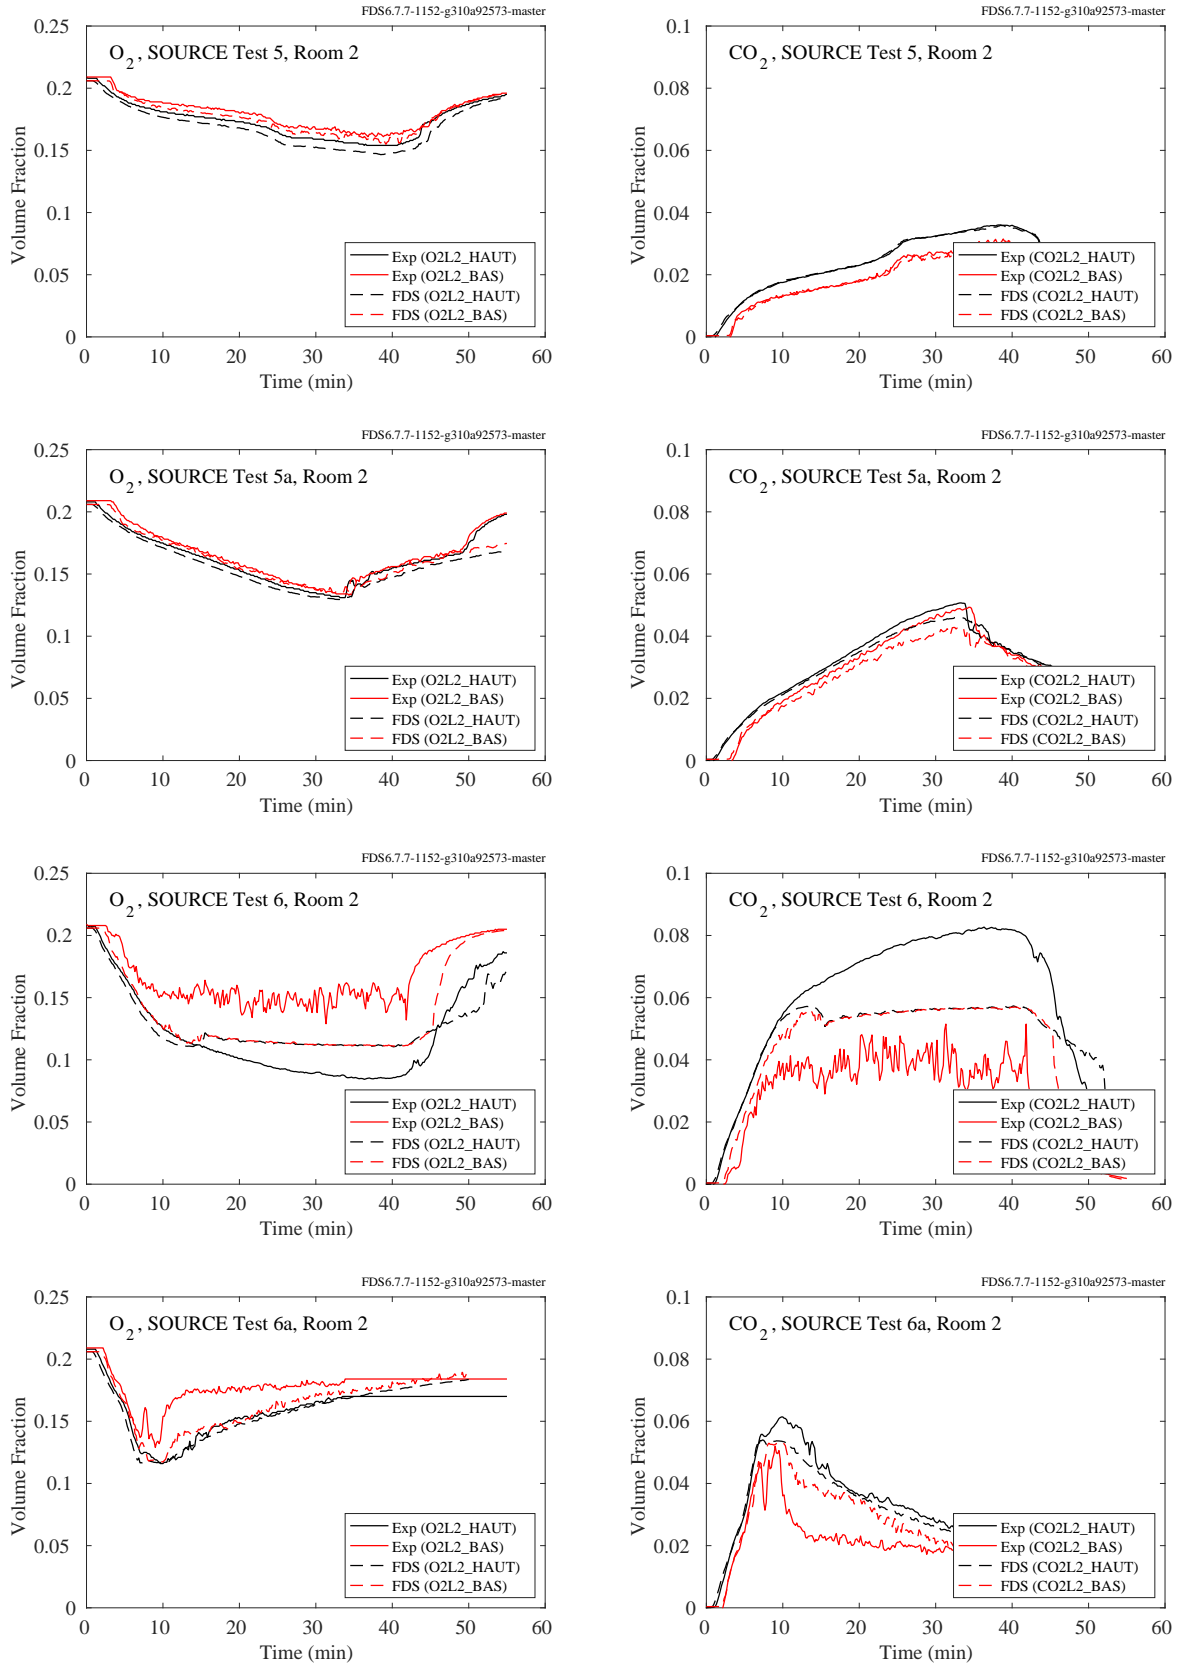 FDS6.7.7-1152-g310a92573-master
O2, SOURCE Test 5, Room 2
Volume Fraction
0.25
0.2
0.15
0.1
0.05
0
Exp (O2L2_HAUT)
Exp (O2L2_BAS)
FDS (O2L2_HAUT)
FDS (O2L2_BAS)
0 10 20 30 40 50 60
Time (min)
FDS6.7.7-1152-g310a92573-master
CO2, SOURCE Test 5, Room 2
Volume Fraction
0.1
0.08
0.06
0.04
0.02
0
Exp (CO2L2_HAUT)
Exp (CO2L2_BAS)
FDS (CO2L2_HAUT)
FDS (CO2L2_BAS)
0 10 20 30 40 50 60
Time (min)
FDS6.7.7-1152-g310a92573-master
O2, SOURCE Test 5a, Room 2
Volume Fraction
0.25
0.2
0.15
0.1
0.05
0
Exp (O2L2_HAUT)
Exp (O2L2_BAS)
FDS (O2L2_HAUT)
FDS (O2L2_BAS)
0 10 20 30 40 50 60
Time (min)
FDS6.7.7-1152-g310a92573-master
CO2, SOURCE Test 5a, Room 2
Volume Fraction
0.1
0.08
0.06
0.04
0.02
0
Exp (CO2L2_HAUT)
Exp (CO2L2_BAS)
FDS (CO2L2_HAUT)
FDS (CO2L2_BAS)
0 10 20 30 40 50 60
Time (min)
FDS6.7.7-1152-g310a92573-master
O2, SOURCE Test 6, Room 2
Volume Fraction
0.25
0.2
0.15
0.1
0.05
0
Exp (O2L2_HAUT)
Exp (O2L2_BAS)
FDS (O2L2_HAUT)
FDS (O2L2_BAS)
0 10 20 30 40 50 60
Time (min)
FDS6.7.7-1152-g310a92573-master
CO2, SOURCE Test 6, Room 2
Volume Fraction
0.1
0.08
0.06
0.04
0.02
0
Exp (CO2L2_HAUT)
Exp (CO2L2_BAS)
FDS (CO2L2_HAUT)
FDS (CO2L2_BAS)
0 10 20 30 40 50 60
Time (min)
FDS6.7.7-1152-g310a92573-master
O2, SOURCE Test 6a, Room 2
Volume Fraction
0.25
0.2
0.15
0.1
0.05
0
Exp (O2L2_HAUT)
Exp (O2L2_BAS)
FDS (O2L2_HAUT)
FDS (O2L2_BAS)
0 10 20 30 40 50 60
Time (min)
FDS6.7.7-1152-g310a92573-master
CO2, SOURCE Test 6a, Room 2
Volume Fraction
0.1
0.08
0.06
0.04
0.02
0
Exp (CO2L2_HAUT)
Exp (CO2L2_BAS)
FDS (CO2L2_HAUT)
FDS (CO2L2_BAS)
0 10 20 30 40 50 60
Time (min)